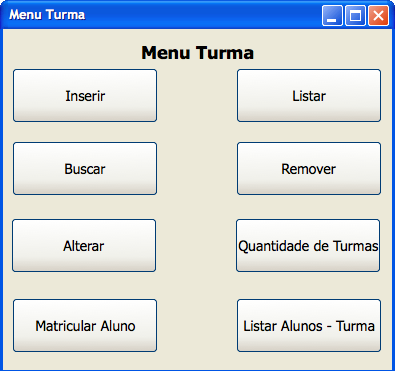 Menu Turma
Menu Turma
Inserir
Listar
Buscar
Remover
Alterar
Quantidade de Turmas
Matricular Aluno
Listar Alunos - Turma